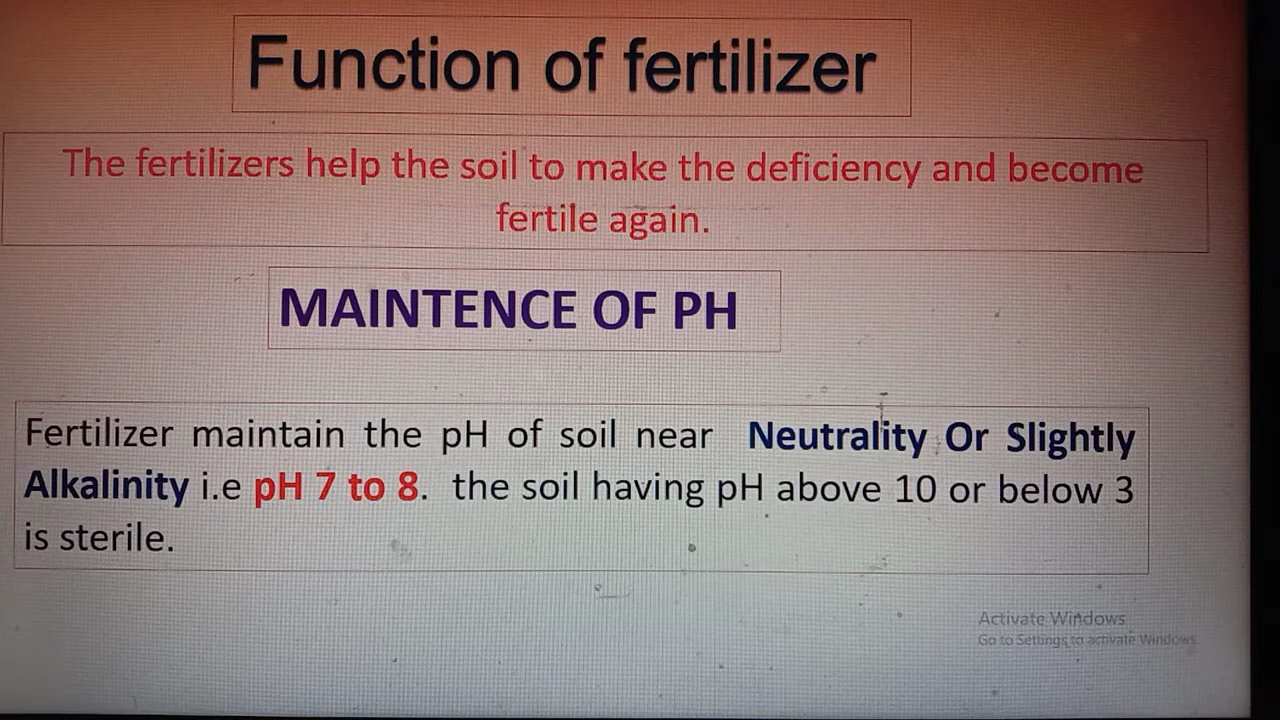 Function of fertilizer
The fertilizers help the soil to make the deficiency and become
fertile again.
MAINTENCE OF PH
Fertilizer maintain the pH of soil near Neutrality Or Slightly
Alkalinity i.e pH 7 to 8. the soil having pH above 10 or below 3
is sterile.
Activate Windows
Go to Settings to activate Windows.